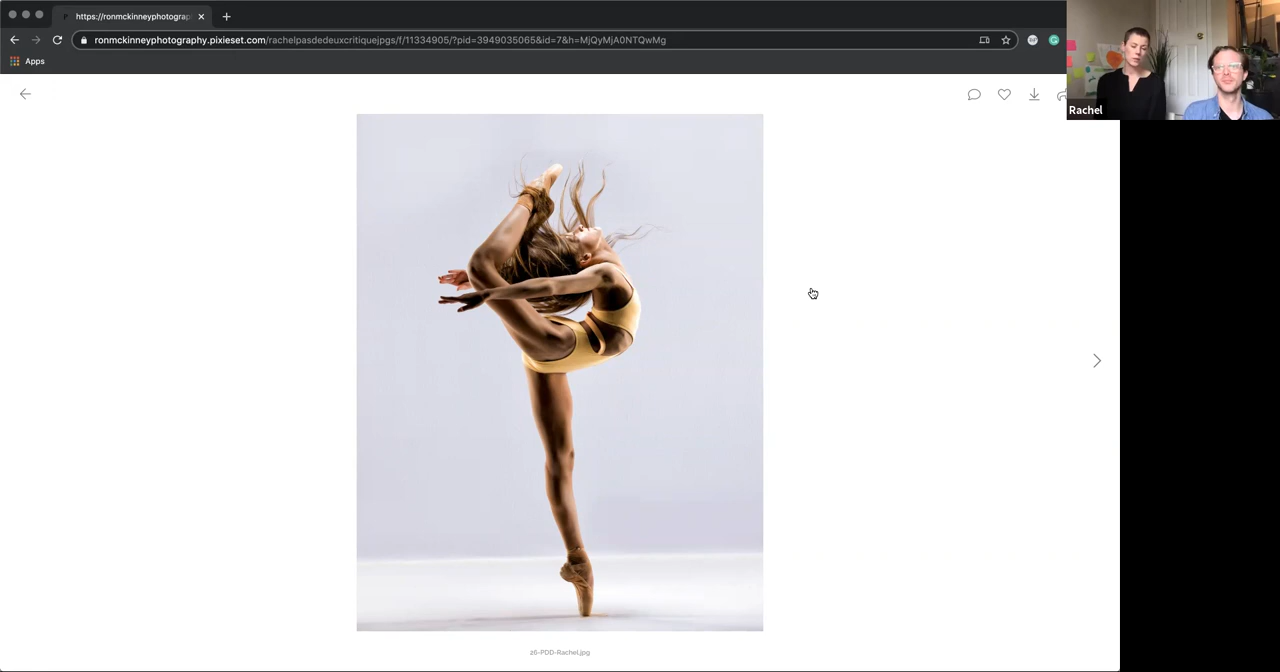 https://ronmckinneyphotograp
ronmckinneyphotography.pixieset.com/rachelpasdedeuxcritiquejpgs/f/11334905/?pid=3949035065&id=7&h=MjQyMjA0NTQwMg
Apps
Rachel
26-PDD-Rachel.jpg